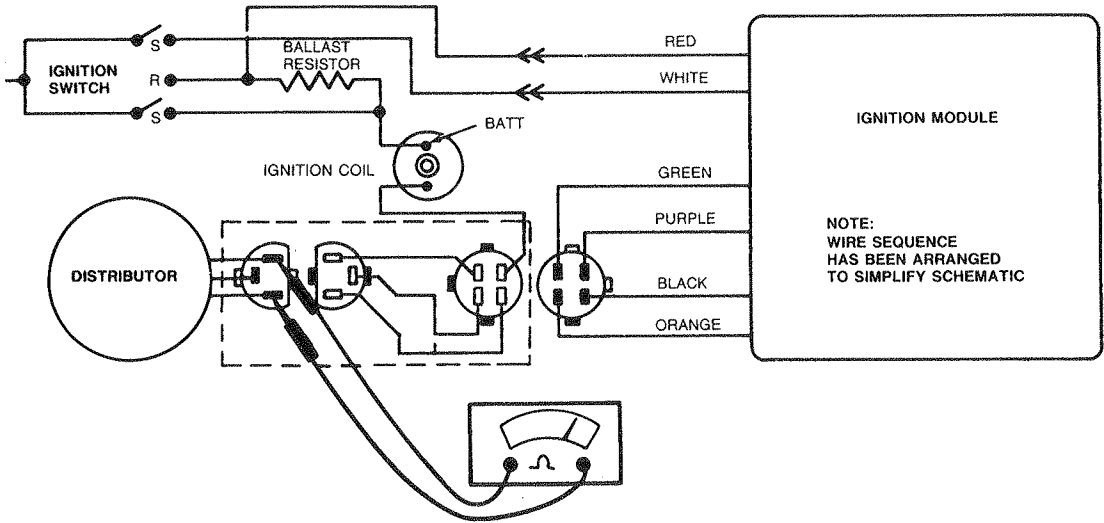 S
IGNITION
SWITCH
R
S
BALLAST
RESISTOR
RED
WHITE
BATT
IGNITION COIL
IGNITION MODULE
GREEN
PURPLE
BLACK
ORANGE
NOTE:
WIRE SEQUENCE
HAS BEEN ARRANGED
TO SIMPLIFY SCHEMATIC
DISTRIBUTOR
Ω